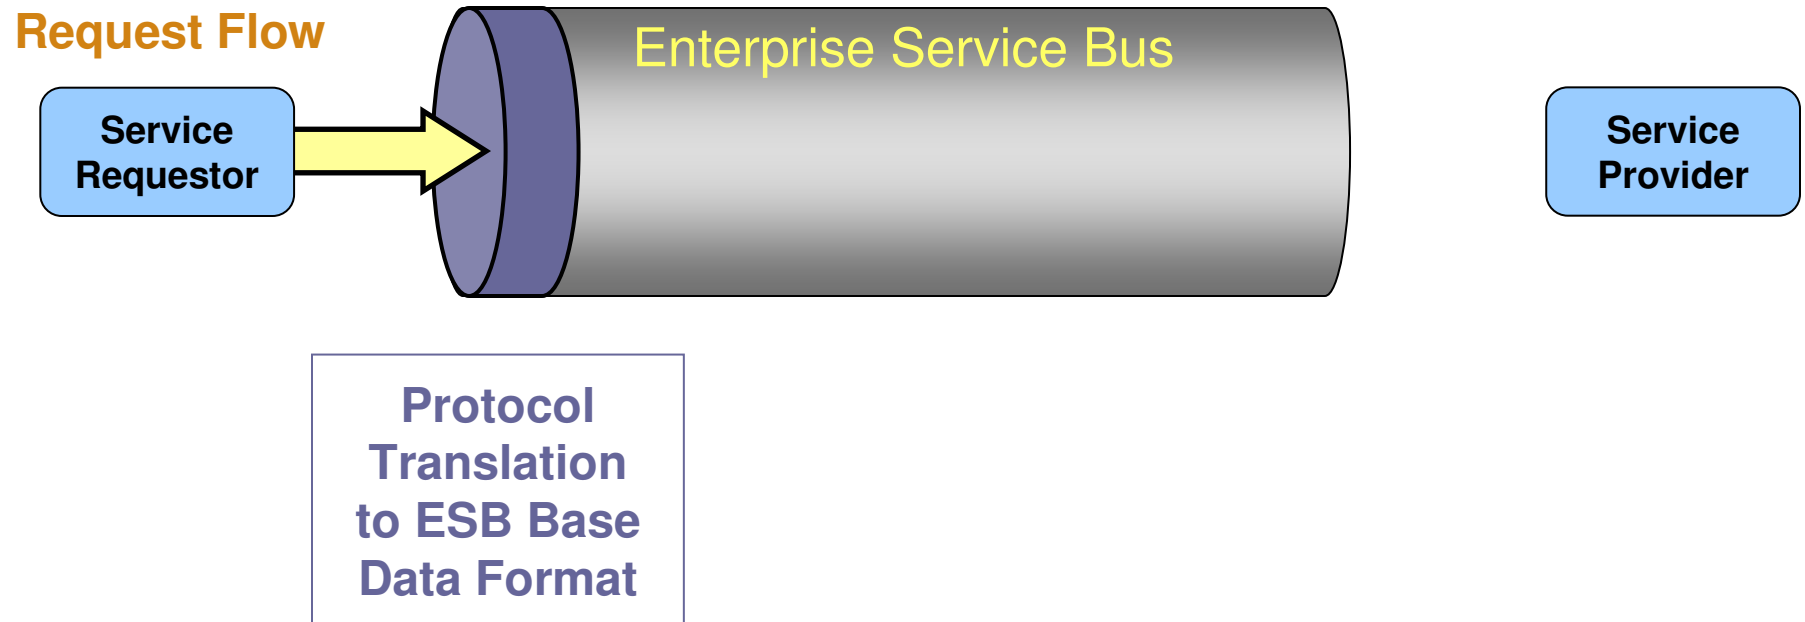 Request Flow
Enterprise Service Bus
Service
Requestor
Service
Provider
Protocol
Translation
to ESB Base
Data Format